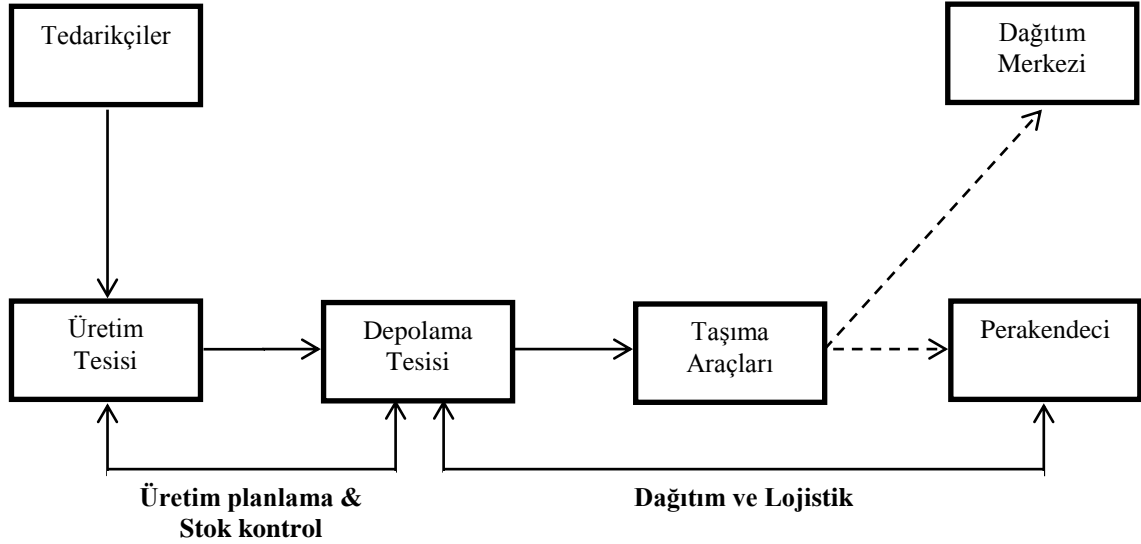 Tedarikçiler
Dağıtım
Merkezi
Üretim
Tesisi
Depolama
Tesisi
Taşıma
Araçları
Perakendeci
Üretim planlama &
Stok kontrol
Dağıtım ve Lojistik